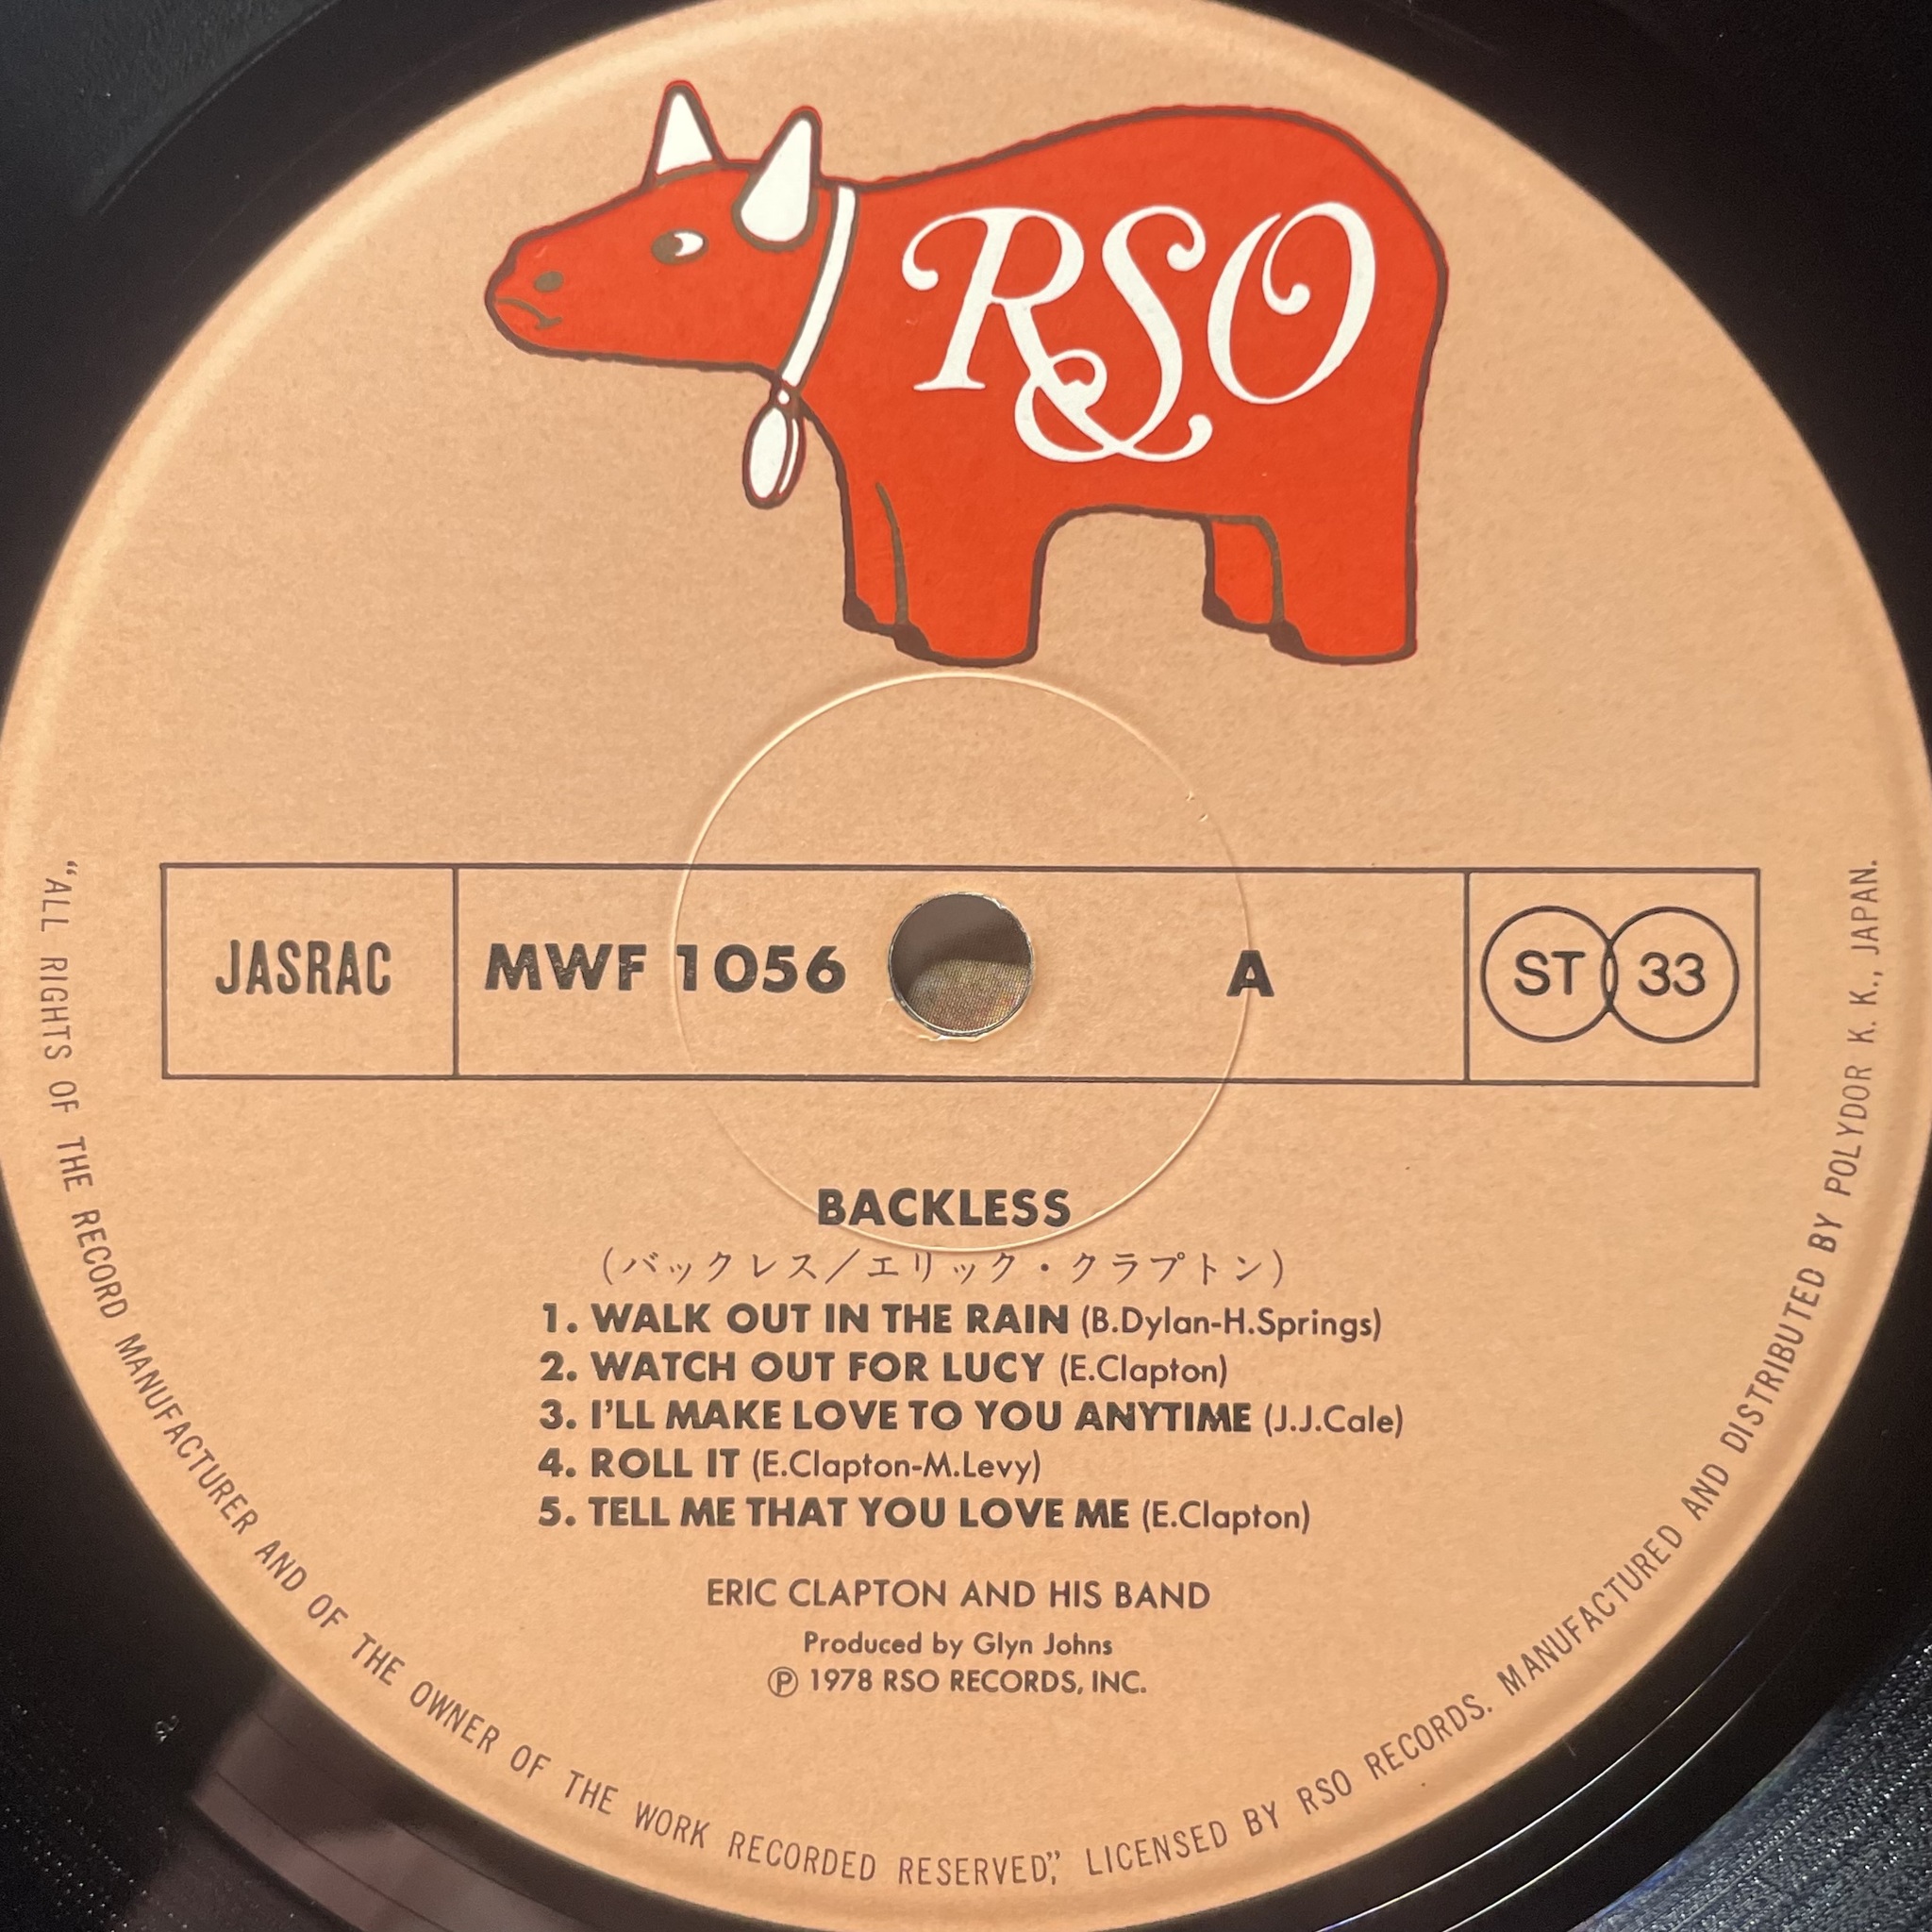 RSO
JASRAC
MWF 1056
A
ST 33
BACKLESS
(バックレス／エリック・クラプトン)
1. WALK OUT IN THE RAIN (B.Dylan-H.Springs)
2. WATCH OUT FOR LUCY (E.Clapton)
3. I'LL MAKE LOVE TO YOU ANYTIME (J.J.Cale)
4. ROLL IT (E.Clapton-M.Levy)
5. TELL ME THAT YOU LOVE ME (E.Clapton)
ERIC CLAPTON AND HIS BAND
Produced by Glyn Johns
Ⓟ 1978 RSO RECORDS, INC.
“ALL RIGHTS OF THE RECORD MANUFACTURER AND OF THE OWNER OF THE WORK RECORDED RESERVED,” LICENSED BY RSO RECORDS. MANUFACTURED AND DISTRIBUTED BY POLYDOR K. K., JAPAN.